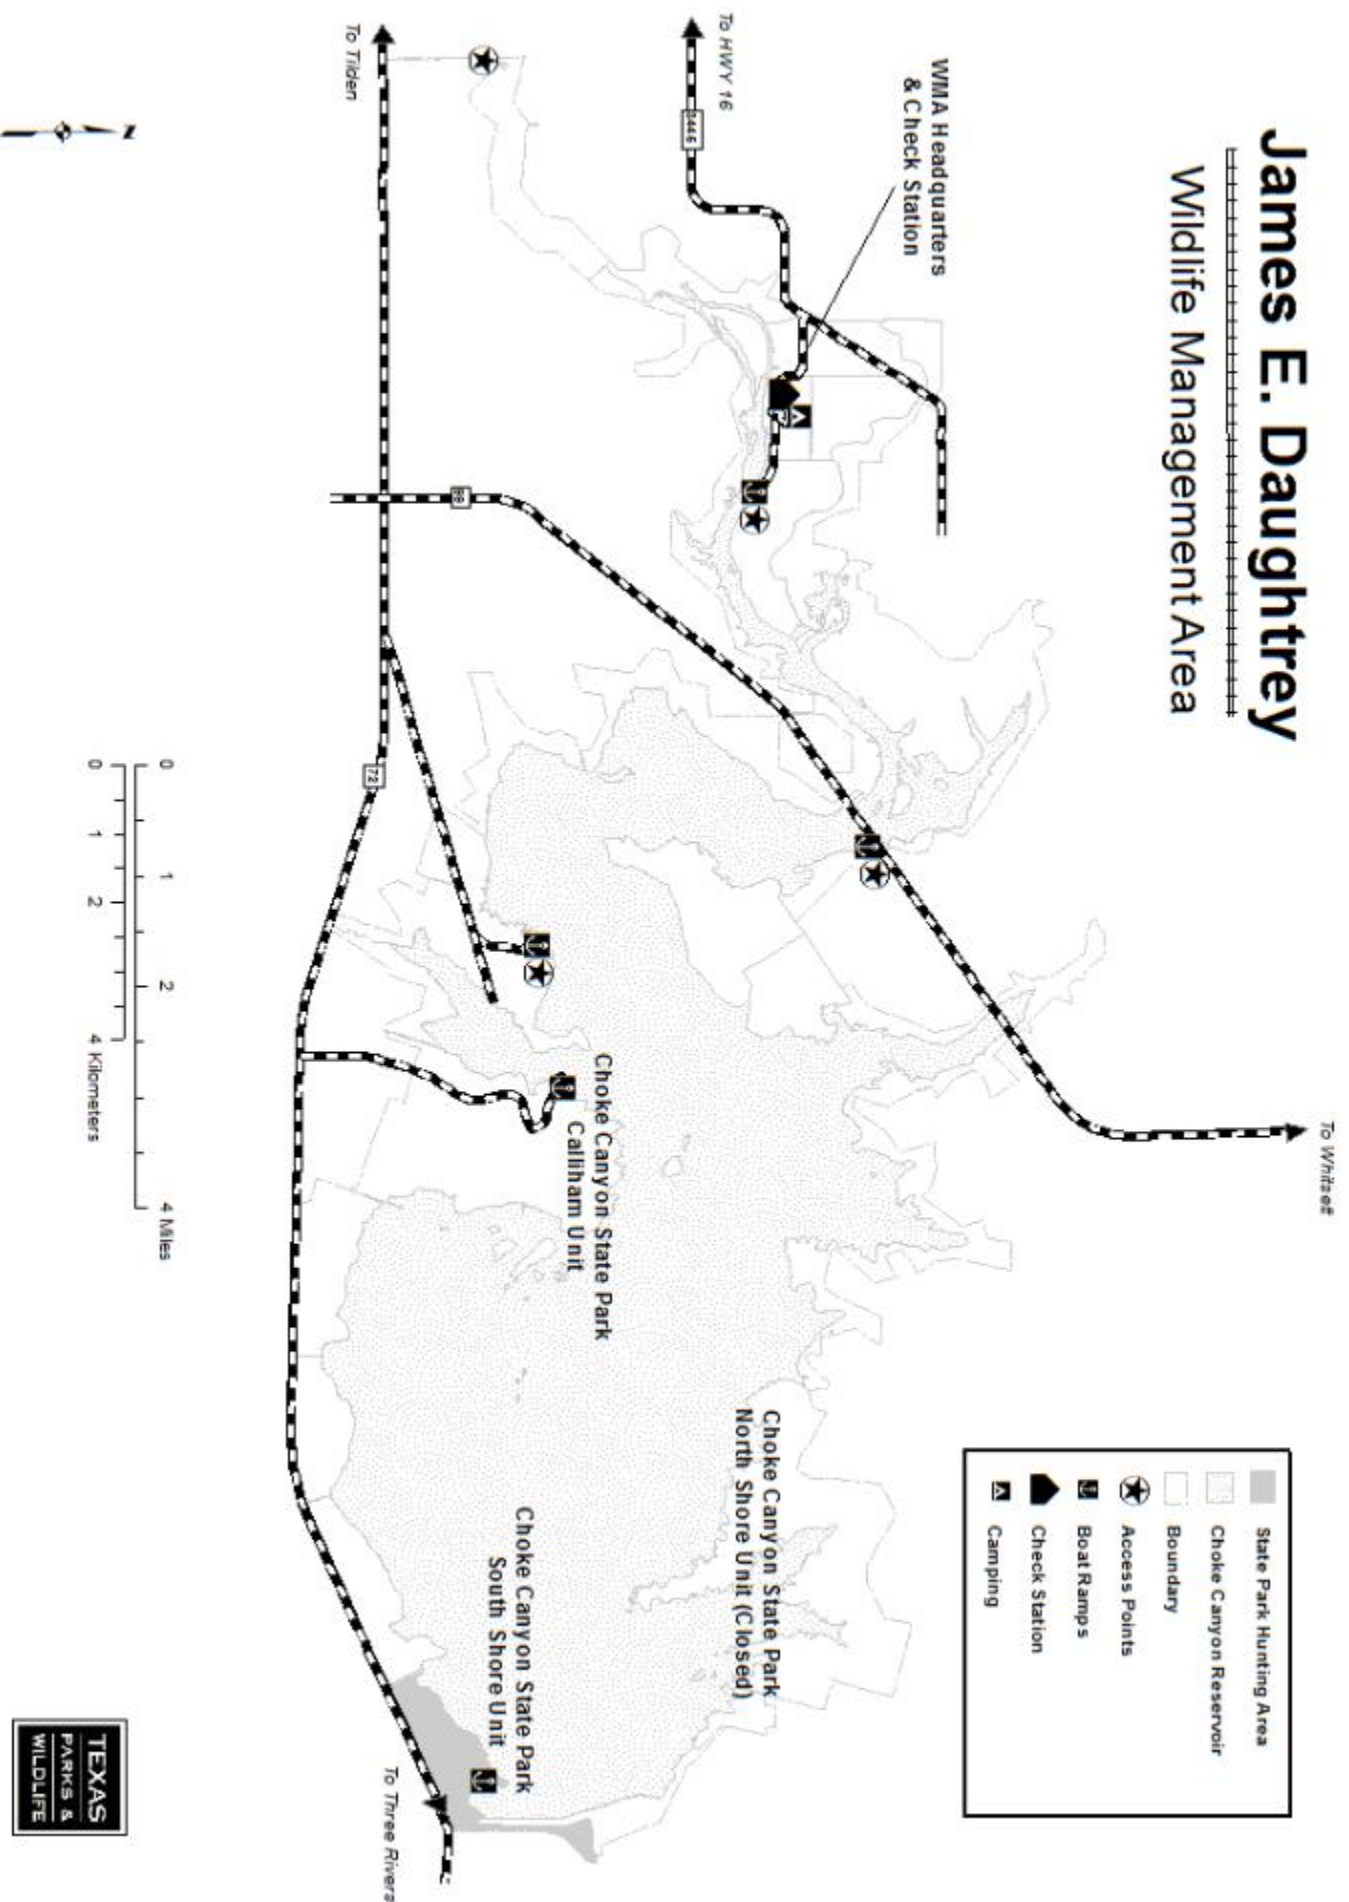 James E. Daughtrey
Wildlife Management Area
To Whitsett
State Park Hunting Area
Choke Canyon Reservoir
Boundary
Access Points
Boat Ramps
Check Station
Camping
WMA Headquarters
& Check Station
To HWY 16
3445
99
Choke Canyon State Park
North Shore Unit (Closed)
Choke Canyon State Park
Calliham Unit
Choke Canyon State Park
South Shore Unit
To Tilden
72
To Three Rivers
0 1 2 4 Miles
0 1 2 4 Kilometers
N
TEXAS
PARKS &
WILDLIFE